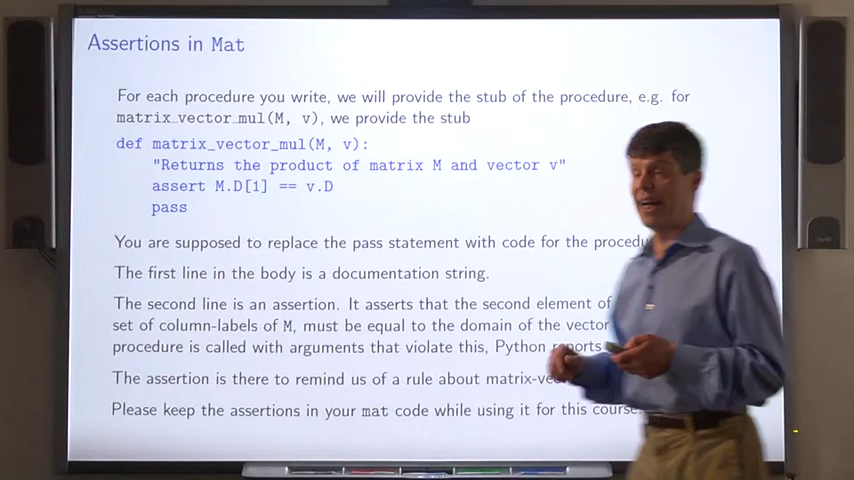 Assertions in Mat
For each procedure you write, we will provide the stub of the procedure, e.g. for
matrix_vector_mul(M, v), we provide the stub
def matrix_vector_mul(M, v):
"Returns the product of matrix M and vector v"
assert M.D[1] == v.D
pass
You are supposed to replace the pass statement with code for the
The first line in the body is a documentation string.
The second line is an assertion. It asserts that the second element of
set of column-labels of M, must be equal to the domain of the vector
procedure is called with arguments that violate this, Python reports
The assertion is there to remind us of a rule about
Please keep the assertions in your mat code while using it for this course.